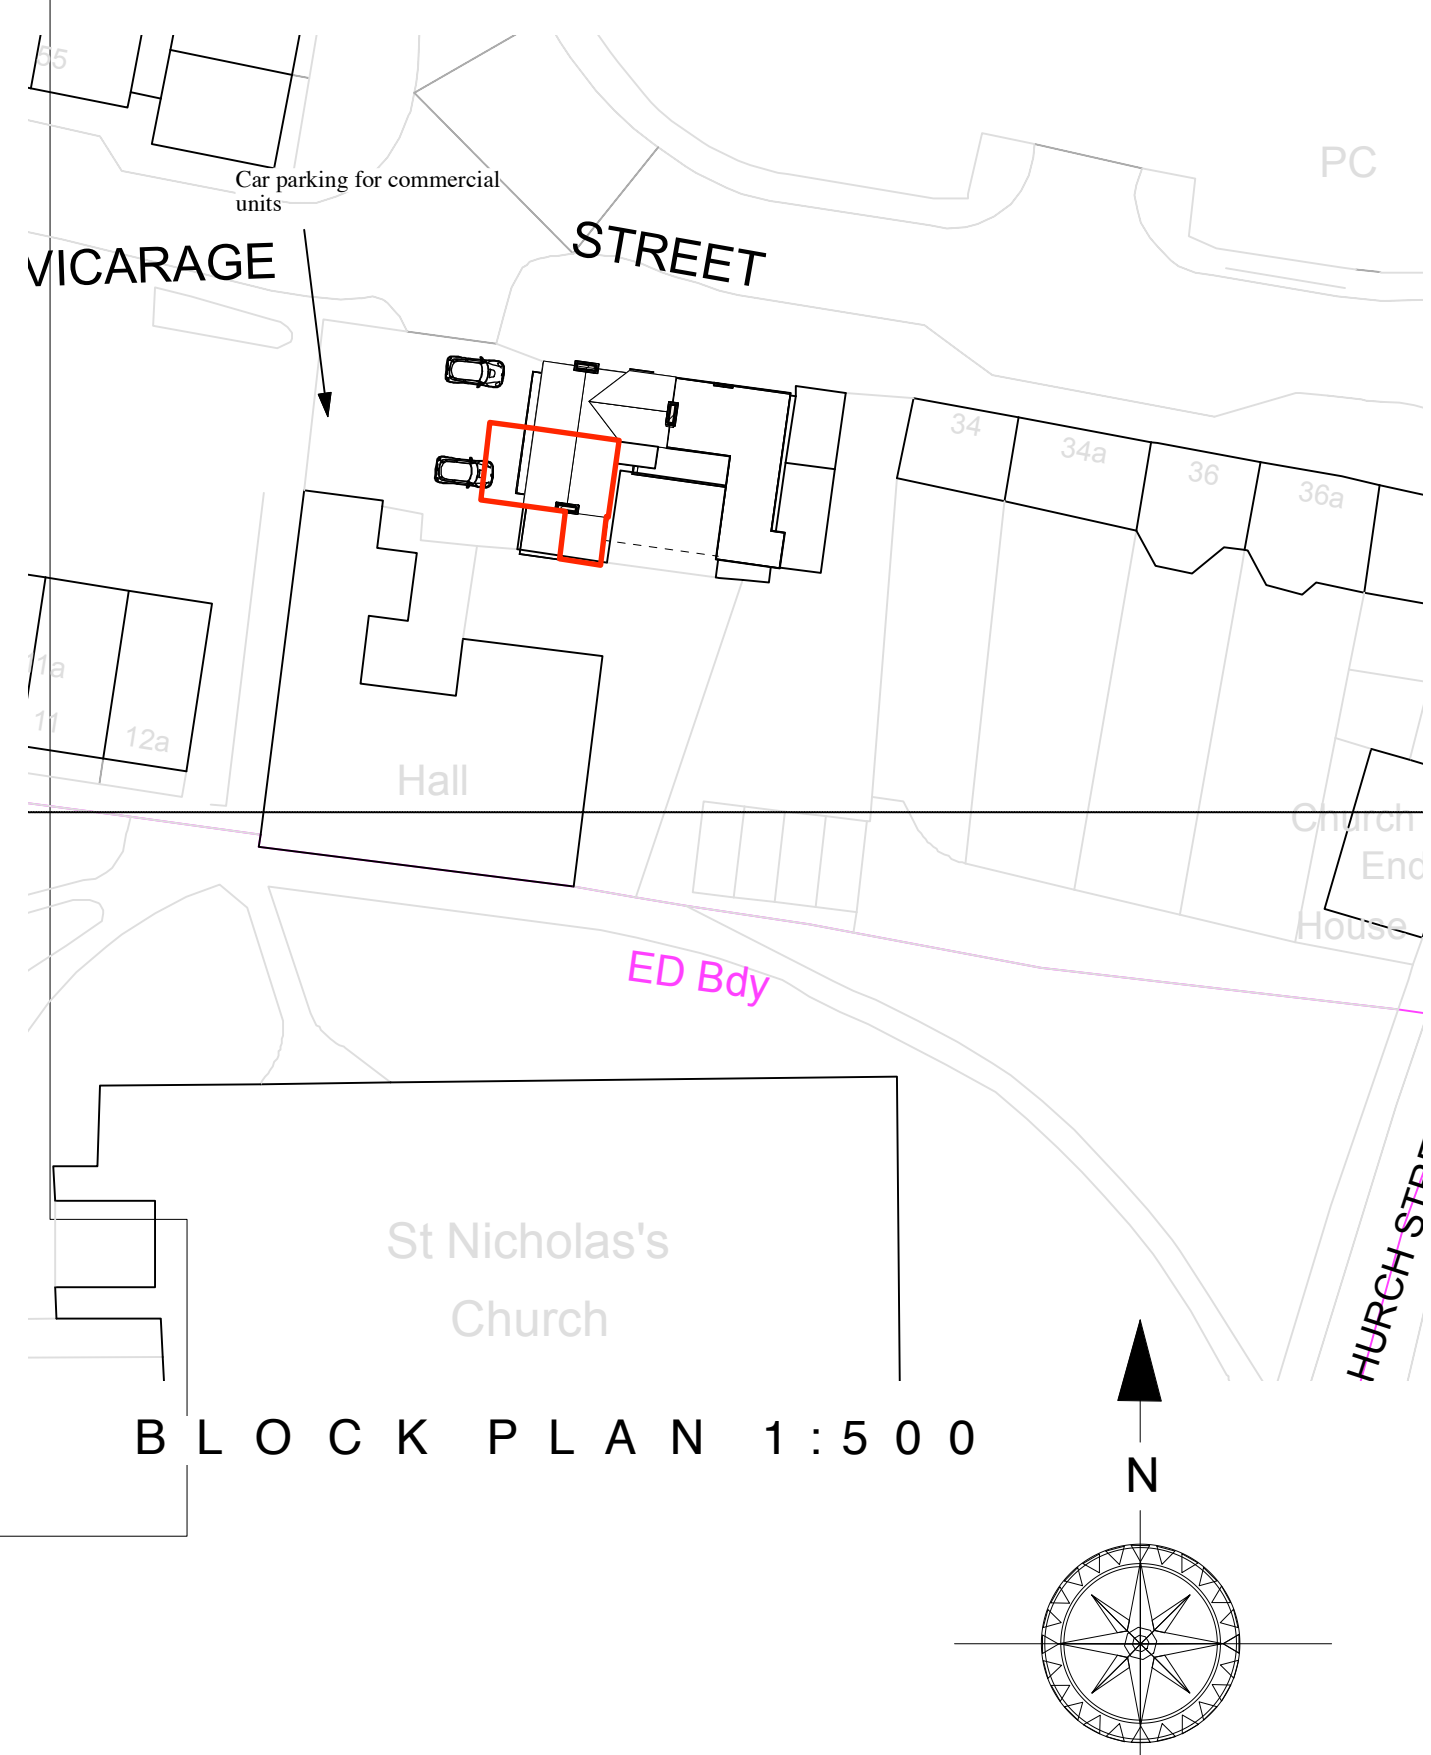 55
PC
Car parking for commercial
units
VICARAGE
STREET
34
34a
36
36a
11a
11
12a
Hall
Church
End
House
ED Bdy
St Nicholas's
Church
HURCH STRE
BLOCK PLAN 1:500
N